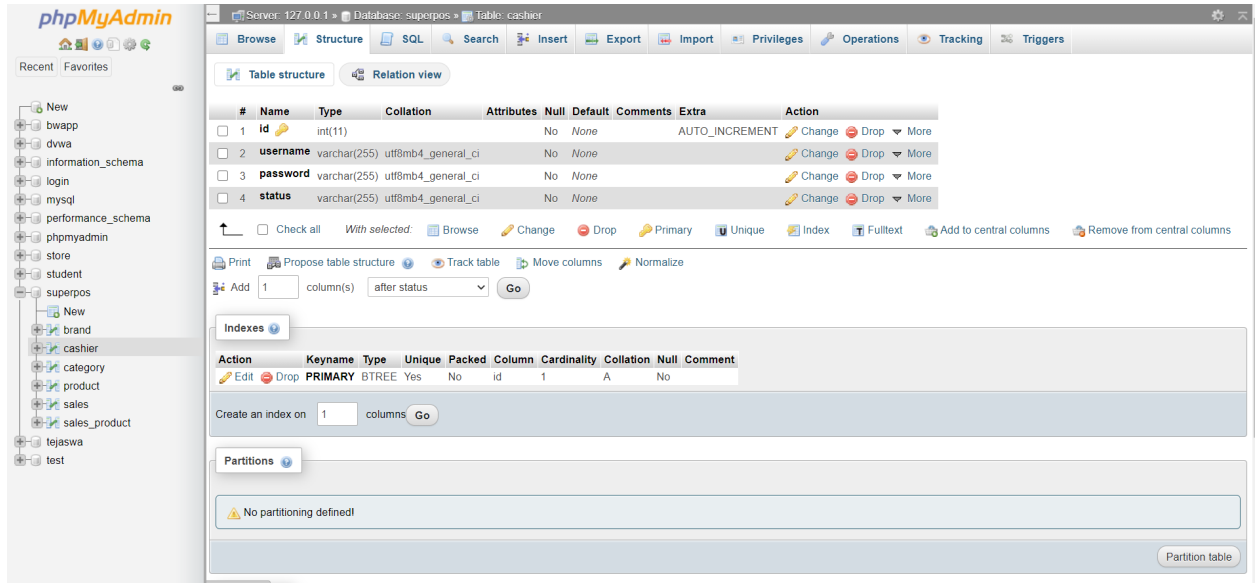 phpMyAdmin
Recent Favorites
New
bwapp
dvwa
information_schema
login
mysql
performance_schema
phpmyadmin
store
student
superpos
New
brand
cashier
category
product
sales
sales_product
tejaswa
test
Server: 127.0.0.1 » Database: superpos » Table: cashier
Browse Structure SQL Search Insert Export Import Privileges Operations Tracking Triggers
Table structure Relation view
# Name Type Collation Attributes Null Default Comments Extra Action
1 id int(11) No None AUTO_INCREMENT Change Drop More
2 username varchar(255) utf8mb4_general_ci No None Change Drop More
3 password varchar(255) utf8mb4_general_ci No None Change Drop More
4 status varchar(255) utf8mb4_general_ci No None Change Drop More
Check all With selected: Browse Change Drop Primary Unique Index Fulltext Add to central columns Remove from central columns
Print Propose table structure Track table Move columns Normalize
Add 1 column(s) after status Go
Indexes
Action Keyname Type Unique Packed Column Cardinality Collation Null Comment
Edit Drop PRIMARY BTREE Yes No id 1 A No
Create an index on 1 columns Go
Partitions
No partitioning defined!
Partition table